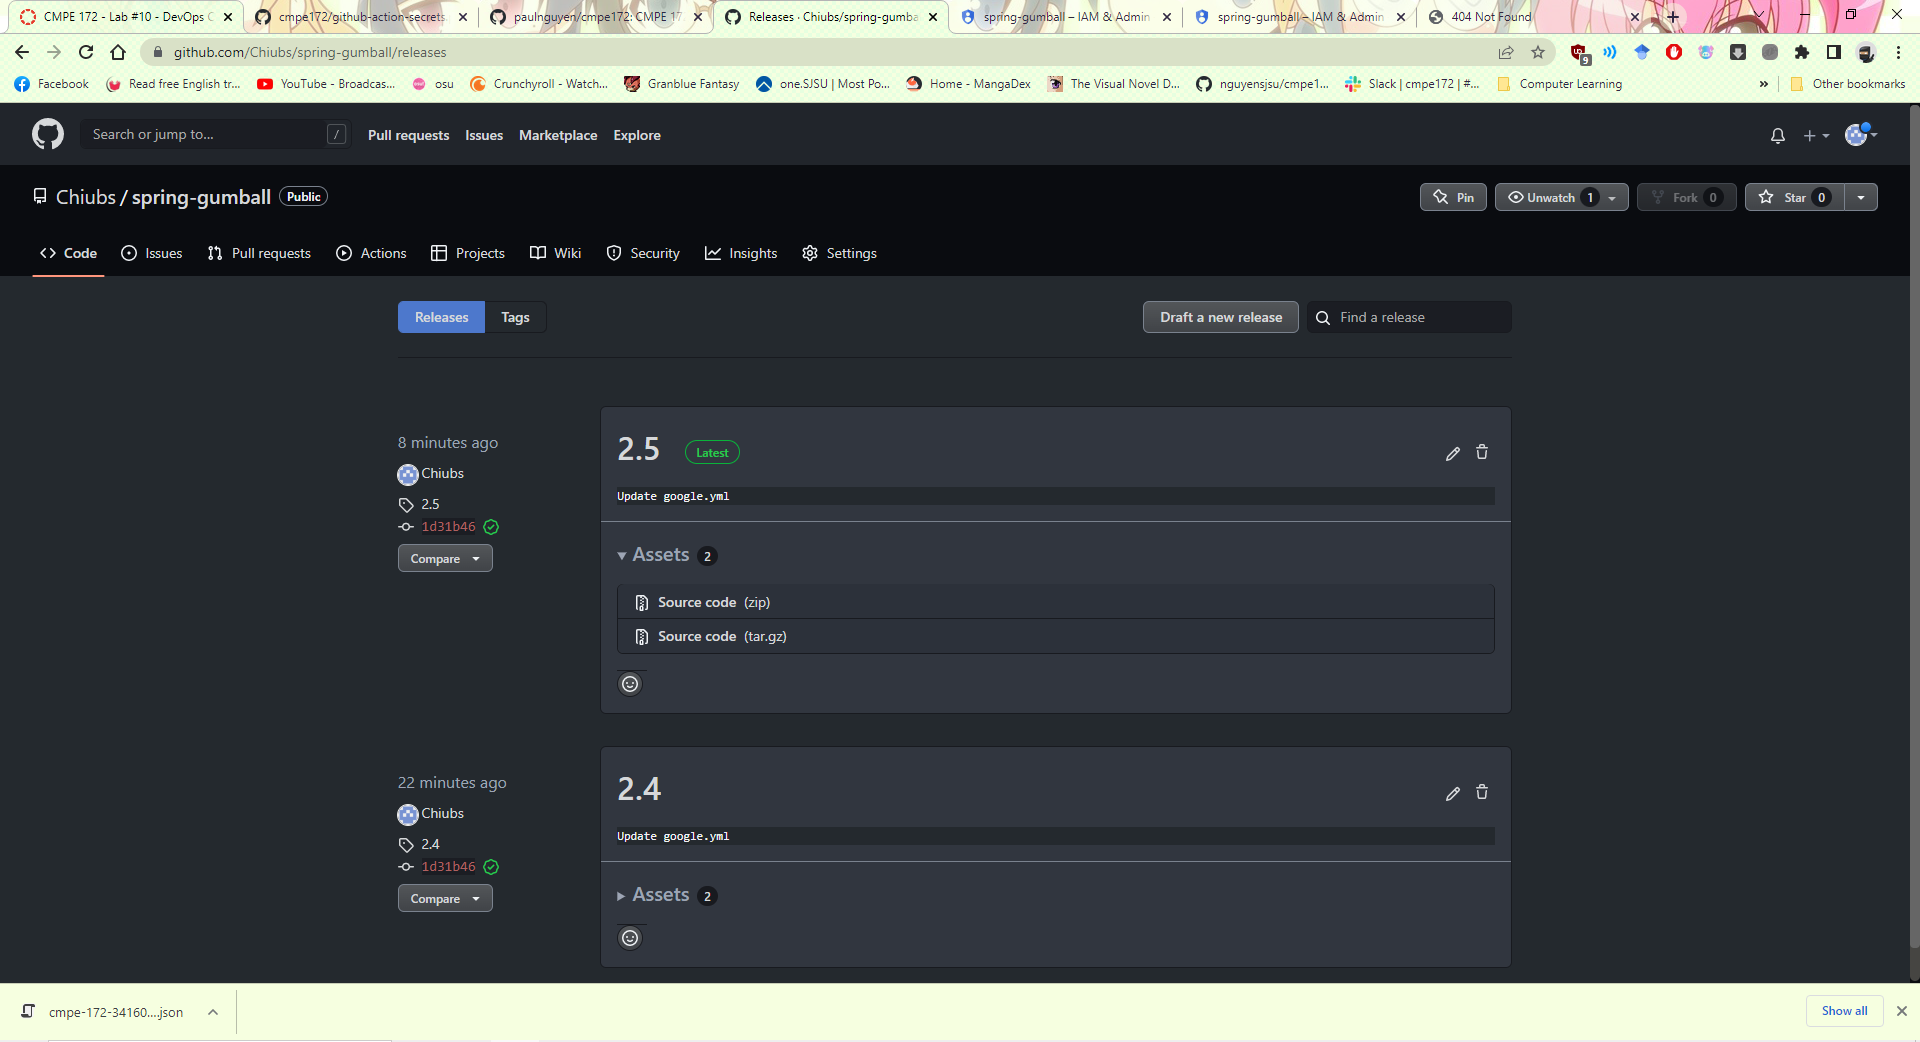 CMPE 172 - Lab #10 - DevOps
cmpe172/github-action-secrets
paulnguyen/cmpe172: CMPE 17
Releases · Chiubs/spring-gumba
spring-gumball – IAM & Admin
spring-gumball – IAM & Admin
404 Not Found
github.com/Chiubs/spring-gumball/releases
9
Facebook
Read free English tr...
YouTube - Broadcas...
osu
Crunchyroll - Watch...
Granblue Fantasy
one.SJSU | Most Po...
Home - MangaDex
The Visual Novel D...
nguyensjsu/cmpe1...
Slack | cmpe172 | #...
Computer Learning
»
Other bookmarks
Search or jump to...
/
Pull requests
Issues
Marketplace
Explore
Chiubs / spring-gumball
Public
Pin
Unwatch 1
Fork 0
Star 0
Code
Issues
Pull requests
Actions
Projects
Wiki
Security
Insights
Settings
Releases
Tags
Draft a new release
Find a release
8 minutes ago
Chiubs
2.5
1d31b46
Compare
2.5
Latest
Update google.yml
Assets 2
Source code (zip)
Source code (tar.gz)
22 minutes ago
Chiubs
2.4
1d31b46
Compare
2.4
Update google.yml
Assets 2
cmpe-172-34160....json
Show all